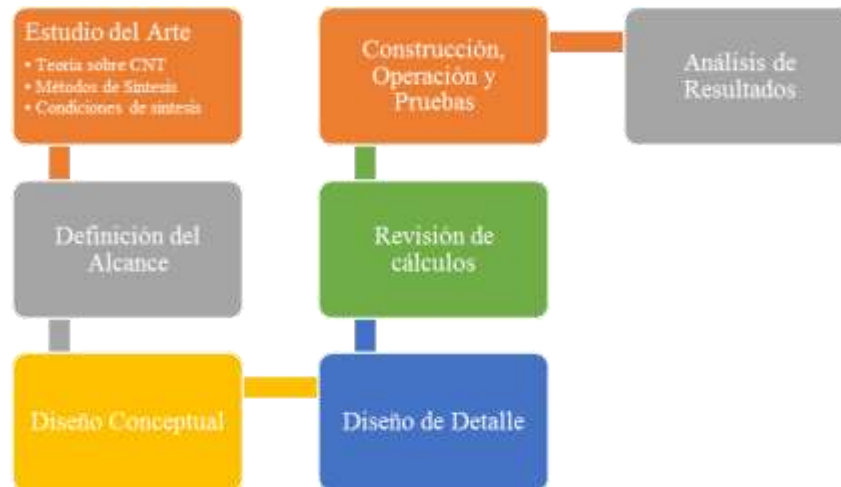 Estudio del Arte
• Teoría sobre CNT
• Métodos de Síntesis
• Condiciones de síntesis
Definición del
Alcance
Diseño Conceptual
Diseño de Detalle
Revisión de
cálculos
Construcción,
Operación y
Pruebas
Análisis de
Resultados